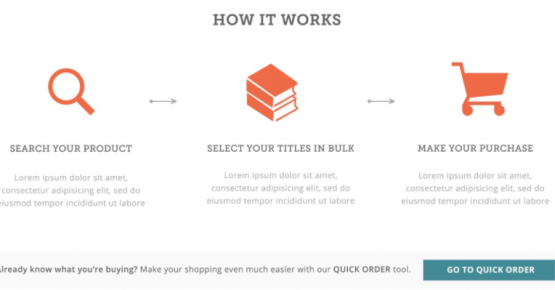 HOW IT WORKS
SEARCH YOUR PRODUCT
Lorem ipsum dolor sit amet,
consectetur adipisicing elit, sed do
eiusmod tempor incididunt ut labore
SELECT YOUR TITLES IN BULK
Lorem ipsum dolor sit amet,
consectetur adipisicing elit, sed do
eiusmod tempor incididunt ut labore
MAKE YOUR PURCHASE
Lorem ipsum dolor sit amet,
consectetur adipisicing elit, sed do
eiusmod tempor incididunt ut labore
Already know what you're buying? Make your shopping even much easier with our QUICK ORDER tool.
GO TO QUICK ORDER